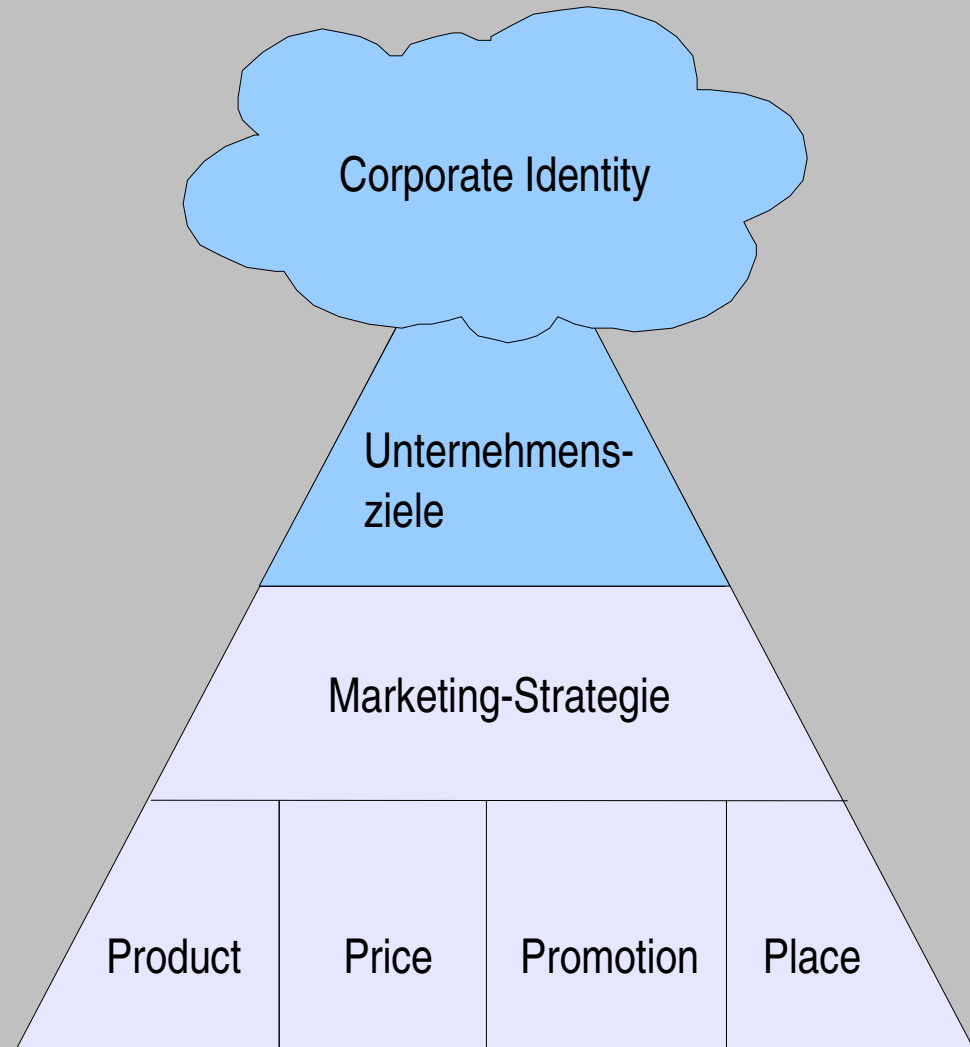 Corporate Identity
Unternehmens-
ziele
Marketing-Strategie
Product Price Promotion Place